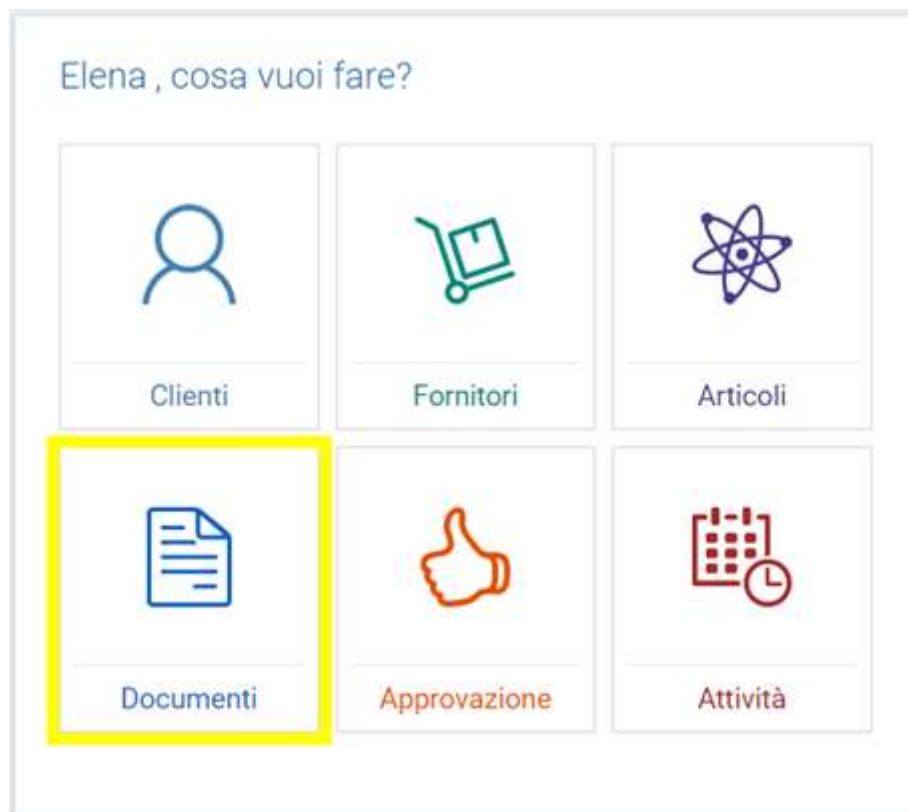 Elena , cosa vuoi fare?
Clienti
Fornitori
Articoli
Documenti
Approvazione
Attività